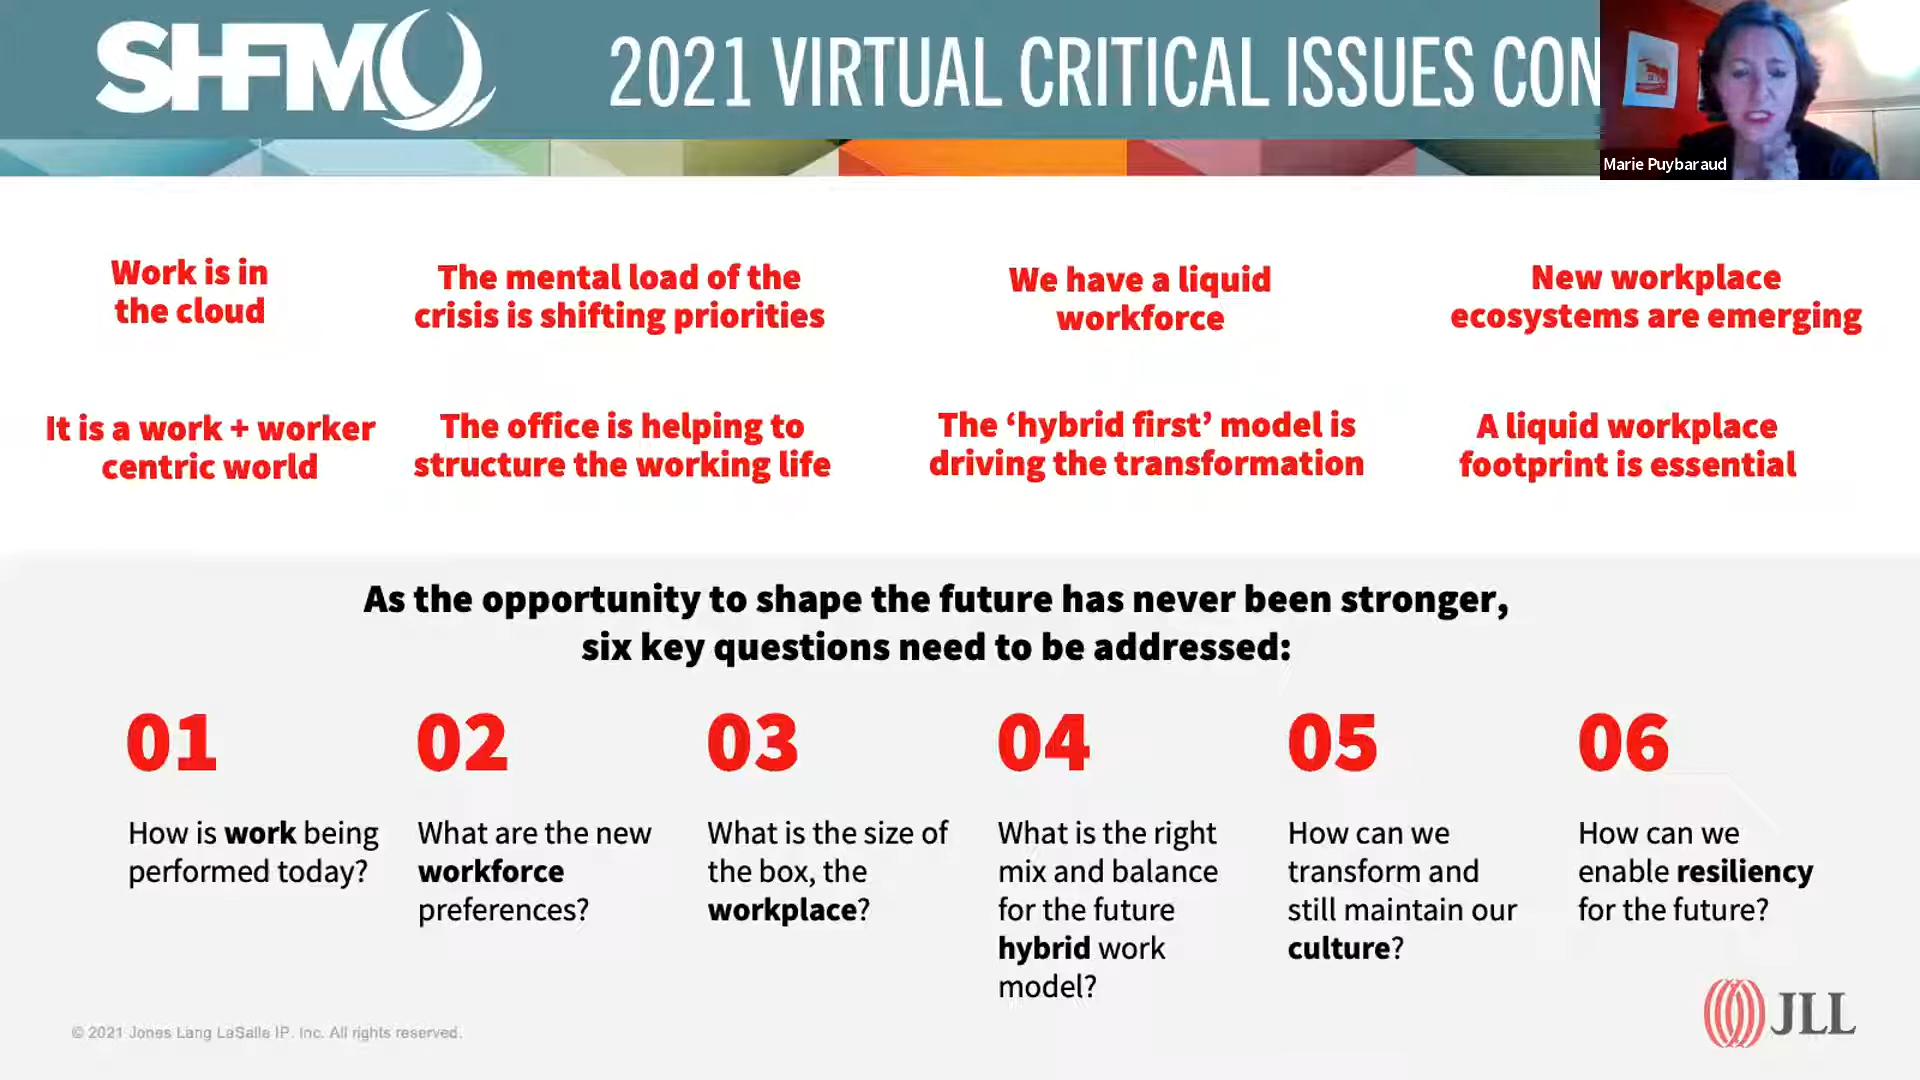 SHFM
2021 VIRTUAL CRITICAL ISSUES CON
Marie Puybaraud
Work is in
the cloud
The mental load of the
crisis is shifting priorities
We have a liquid
workforce
New workplace
ecosystems are emerging
It is a work + worker
centric world
The office is helping to
structure the working life
The ‘hybrid first’ model is
driving the transformation
A liquid workplace
footprint is essential
As the opportunity to shape the future has never been stronger,
six key questions need to be addressed:
01
How is work being
performed today?
02
What are the new
workforce
preferences?
03
What is the size of
the box, the
workplace?
04
What is the right
mix and balance
for the future
hybrid work
model?
05
How can we
transform and
still maintain our
culture?
06
How can we
enable resiliency
for the future?
© 2021 Jones Lang LaSalle IP, Inc. All rights reserved.
JLL